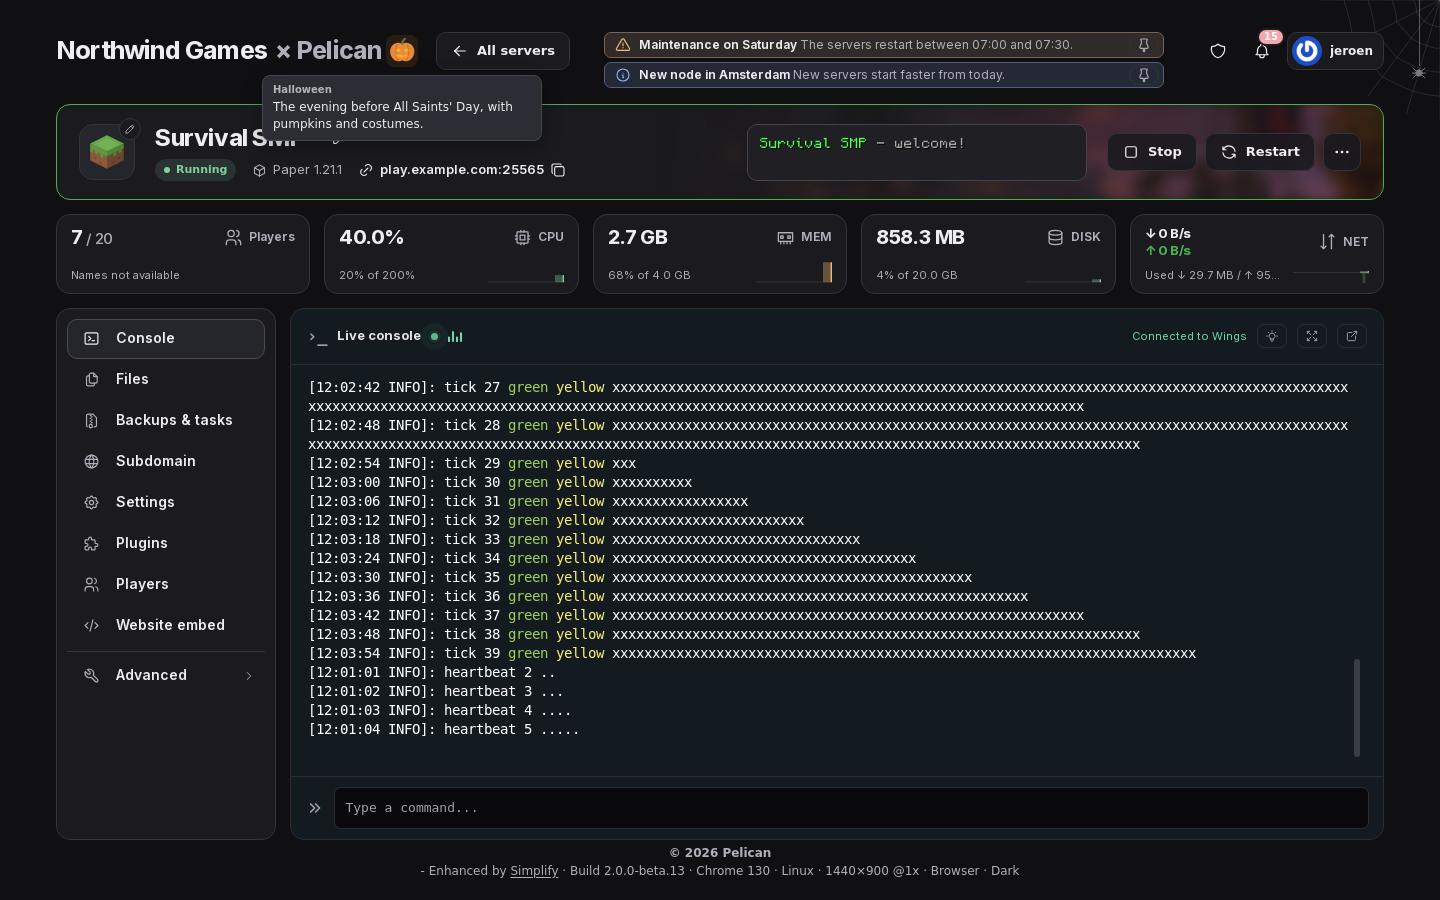 Northwind Games × Pelican
All servers
Maintenance on Saturday The servers restart between 07:00 and 07:30.
New node in Amsterdam New servers start faster from today.
15
jeroen
Halloween
The evening before All Saints' Day, with
pumpkins and costumes.
Survival SMP
Running
Paper 1.21.1
play.example.com:25565
Survival SMP - welcome!
Stop
Restart
7 / 20
Players
Names not available
40.0%
CPU
20% of 200%
2.7 GB
MEM
68% of 4.0 GB
858.3 MB
DISK
4% of 20.0 GB
↓ 0 B/s
↑ 0 B/s
NET
Used ↓ 29.7 MB / ↑ 95...
Console
Files
Backups & tasks
Subdomain
Settings
Plugins
Players
Website embed
Advanced
Live console
Connected to Wings
[12:02:42 INFO]: tick 27 green yellow xxxxxxxxxxxxxxxxxxxxxxxxxxxxxxxxxxxxxxxxxxxxxxxxxxxxxxxxxxxxxxxxxxxxxxxxxxxxxxxxxxxxxxxxxxxx
xxxxxxxxxxxxxxxxxxxxxxxxxxxxxxxxxxxxxxxxxxxxxxxxxxxxxxxxxxxxxxxxxxxxxxxxxxxxxxxxxxxxxxxxxxxxxxxxx
[12:02:48 INFO]: tick 28 green yellow xxxxxxxxxxxxxxxxxxxxxxxxxxxxxxxxxxxxxxxxxxxxxxxxxxxxxxxxxxxxxxxxxxxxxxxxxxxxxxxxxxxxxxxxxxxx
xxxxxxxxxxxxxxxxxxxxxxxxxxxxxxxxxxxxxxxxxxxxxxxxxxxxxxxxxxxxxxxxxxxxxxxxxxxxxxxxxxxxxxxxxxxxxxxxxxxxxxxx
[12:02:54 INFO]: tick 29 green yellow xxx
[12:03:00 INFO]: tick 30 green yellow xxxxxxxxxx
[12:03:06 INFO]: tick 31 green yellow xxxxxxxxxxxxxxxxx
[12:03:12 INFO]: tick 32 green yellow xxxxxxxxxxxxxxxxxxxxxxxx
[12:03:18 INFO]: tick 33 green yellow xxxxxxxxxxxxxxxxxxxxxxxxxxxxxxx
[12:03:24 INFO]: tick 34 green yellow xxxxxxxxxxxxxxxxxxxxxxxxxxxxxxxxxxxxxx
[12:03:30 INFO]: tick 35 green yellow xxxxxxxxxxxxxxxxxxxxxxxxxxxxxxxxxxxxxxxxxxxxx
[12:03:36 INFO]: tick 36 green yellow xxxxxxxxxxxxxxxxxxxxxxxxxxxxxxxxxxxxxxxxxxxxxxxxxxxx
[12:03:42 INFO]: tick 37 green yellow xxxxxxxxxxxxxxxxxxxxxxxxxxxxxxxxxxxxxxxxxxxxxxxxxxxxxxxxxxx
[12:03:48 INFO]: tick 38 green yellow xxxxxxxxxxxxxxxxxxxxxxxxxxxxxxxxxxxxxxxxxxxxxxxxxxxxxxxxxxxxxxxxxx
[12:03:54 INFO]: tick 39 green yellow xxxxxxxxxxxxxxxxxxxxxxxxxxxxxxxxxxxxxxxxxxxxxxxxxxxxxxxxxxxxxxxxxxxxxxxxx
[12:01:01 INFO]: heartbeat 2 ..
[12:01:02 INFO]: heartbeat 3 ...
[12:01:03 INFO]: heartbeat 4 ....
[12:01:04 INFO]: heartbeat 5 .....
Type a command...
© 2026 Pelican
- Enhanced by Simplify · Build 2.0.0-beta.13 · Chrome 130 · Linux · 1440×900 @1x · Browser · Dark